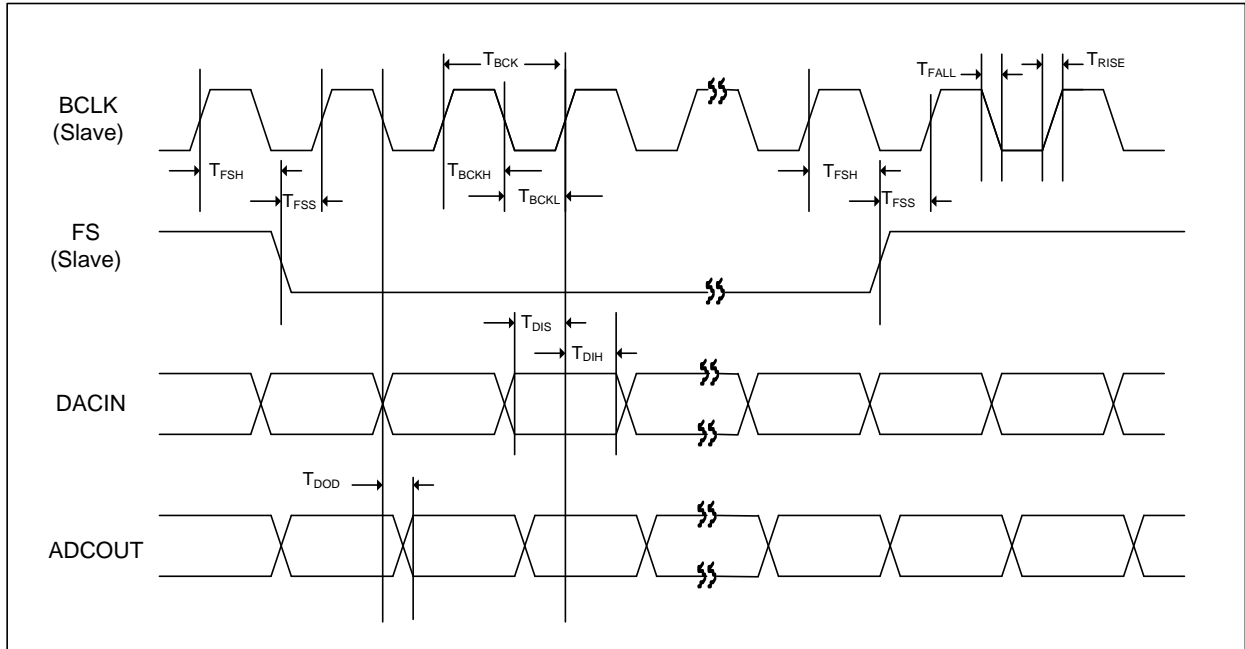 T_BCK
T_FALL
T_RISE
BCLK
(Slave)
T_FSH
T_BCKH
T_FSH
T_FSS
T_BCKL
T_FSS
FS
(Slave)
T_DIS
T_DIH
DACIN
T_DOD
ADCOUT